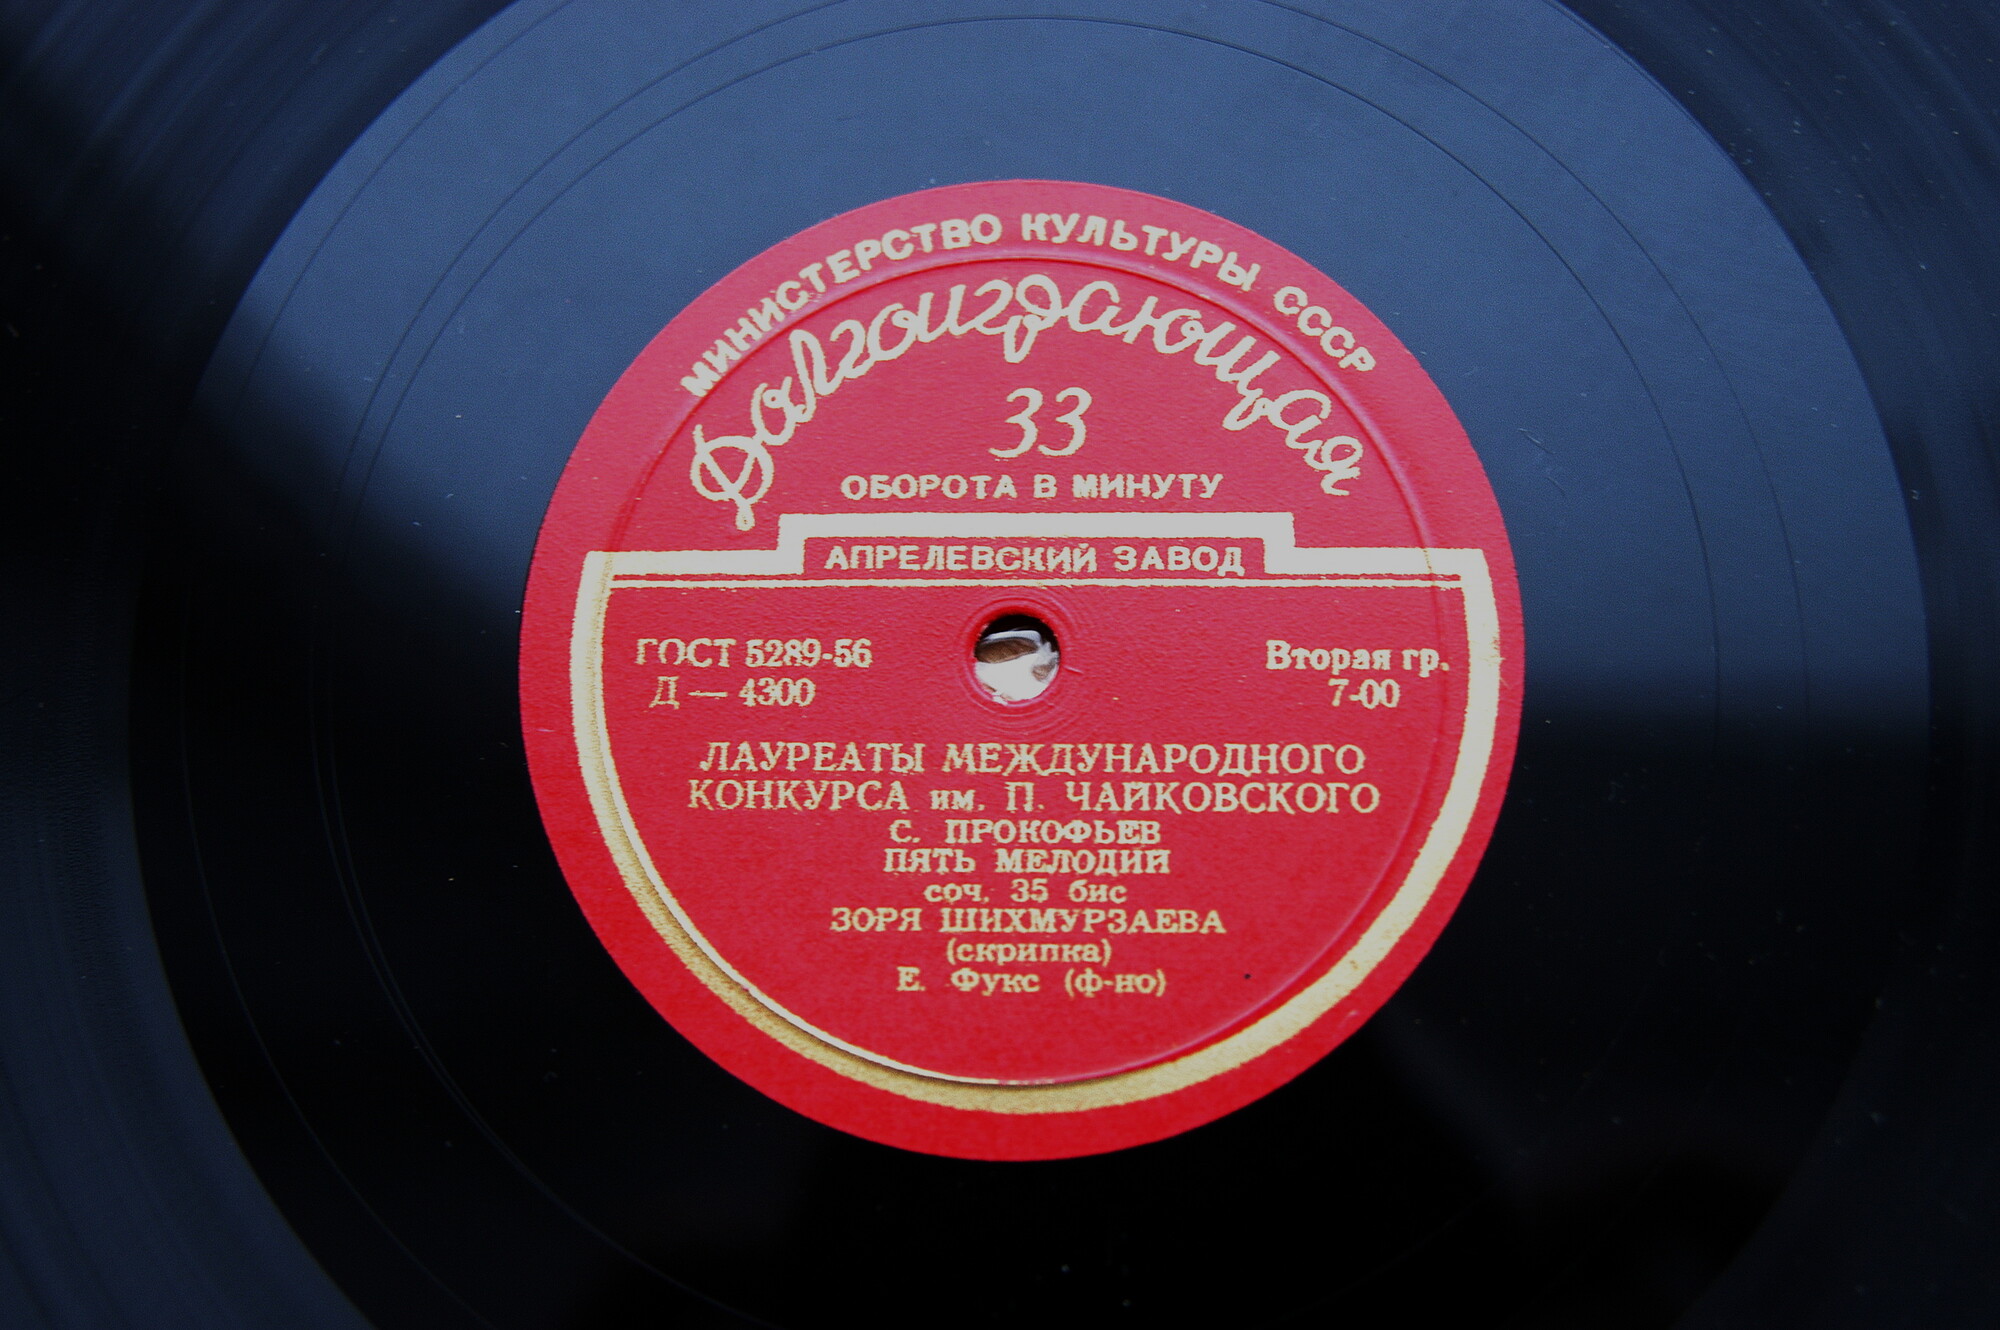 МИНИСТЕРСТВО КУЛЬТУРЫ СССР
Долгоиграющая
33
ОБОРОТА В МИНУТУ
АПРЕЛЕВСКИЙ ЗАВОД
ГОСТ 5289-56
Д — 4300
Вторая гр.
7-00
ЛАУРЕАТЫ МЕЖДУНАРОДНОГО
КОНКУРСА им. П. ЧАЙКОВСКОГО
С. ПРОКОФЬЕВ
ПЯТЬ МЕЛОДИЙ
соч. 35 бис
ЗОРЯ ШИХМУРЗАЕВА
(скрипка)
Е. Фукс (ф-но)